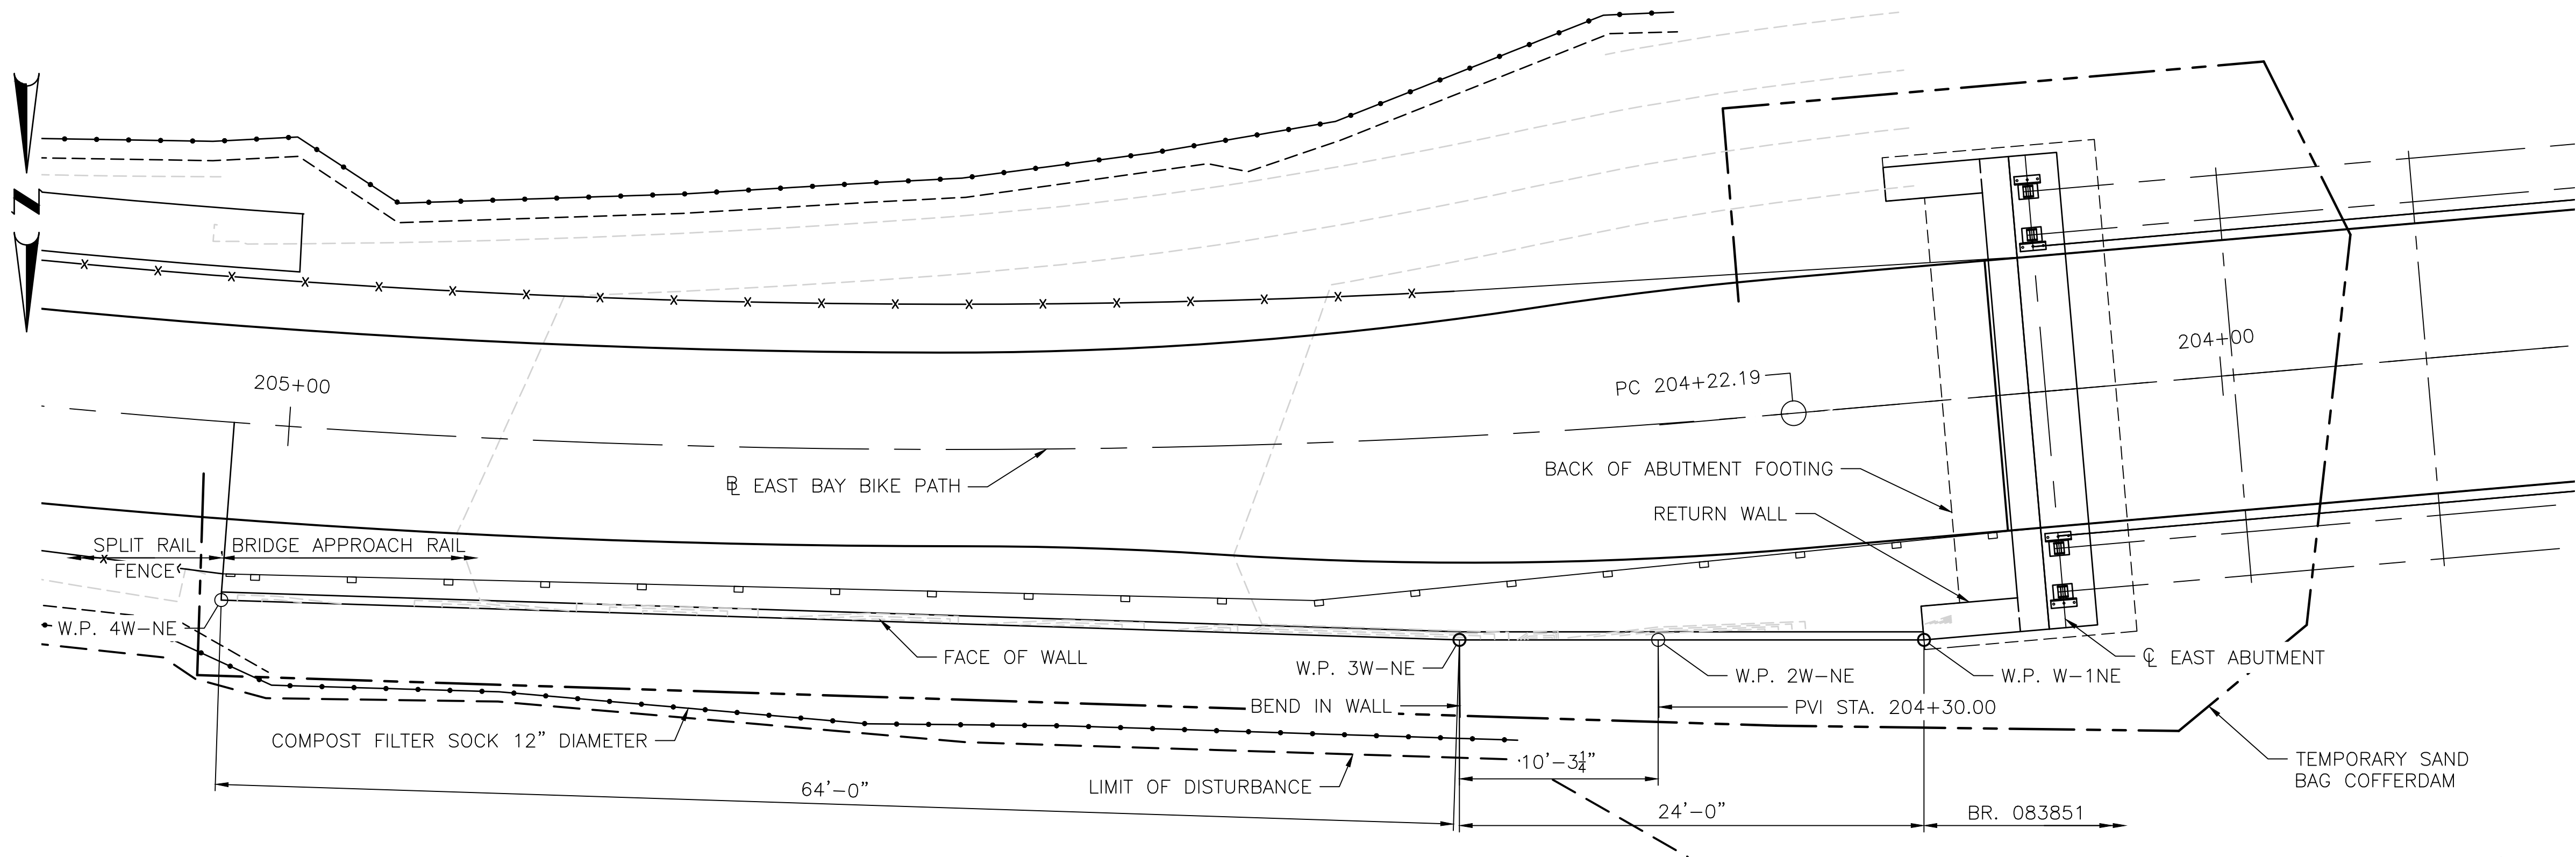 N
205+00
204+00
PC 204+22.19
℄ EAST BAY BIKE PATH
BACK OF ABUTMENT FOOTING
RETURN WALL
SPLIT RAIL
FENCE
BRIDGE APPROACH RAIL
W.P. 4W-NE
FACE OF WALL
W.P. 3W-NE
W.P. 2W-NE
W.P. W-1NE
℄ EAST ABUTMENT
BEND IN WALL
PVI STA. 204+30.00
COMPOST FILTER SOCK 12" DIAMETER
LIMIT OF DISTURBANCE
10'-3¼"
TEMPORARY SAND
BAG COFFERDAM
64'-0"
24'-0"
BR. 083851